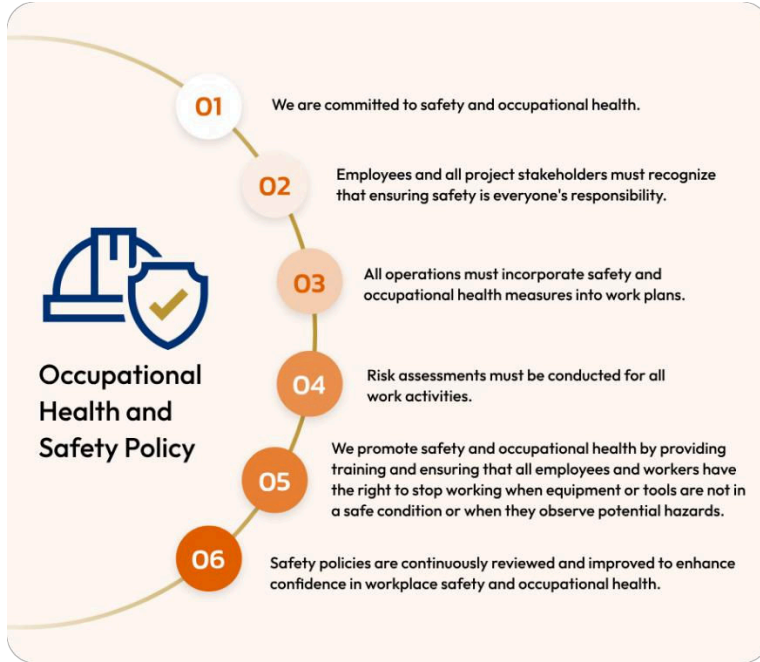 Occupational
Health and
Safety Policy
01
We are committed to safety and occupational health.
02
Employees and all project stakeholders must recognize
that ensuring safety is everyone's responsibility.
03
All operations must incorporate safety and
occupational health measures into work plans.
04
Risk assessments must be conducted for all
work activities.
05
We promote safety and occupational health by providing
training and ensuring that all employees and workers have
the right to stop working when equipment or tools are not in
a safe condition or when they observe potential hazards.
06
Safety policies are continuously reviewed and improved to enhance
confidence in workplace safety and occupational health.